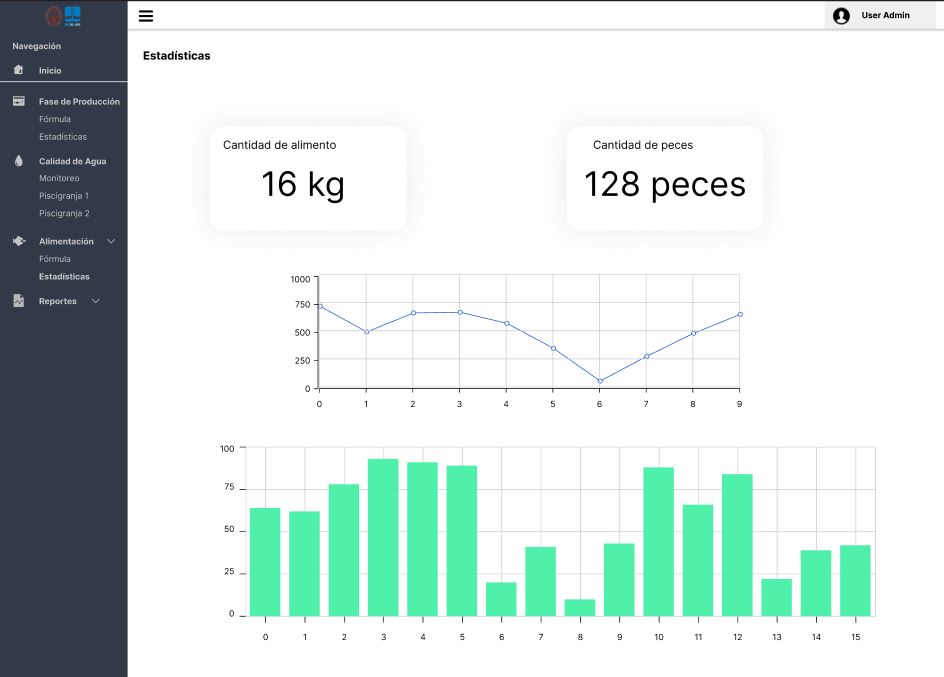 User Admin
Navegación
Inicio
Fase de Producción
Fórmula
Estadísticas
Calidad de Agua
Monitoreo
Piscigranja 1
Piscigranja 2
Alimentación
Fórmula
Estadísticas
Reportes
Estadísticas
Cantidad de alimento
16 kg
Cantidad de peces
128 peces
1000
750
500
250
0
0 1 2 3 4 5 6 7 8 9
100
75
50
25
0
0 1 2 3 4 5 6 7 8 9 10 11 12 13 14 15